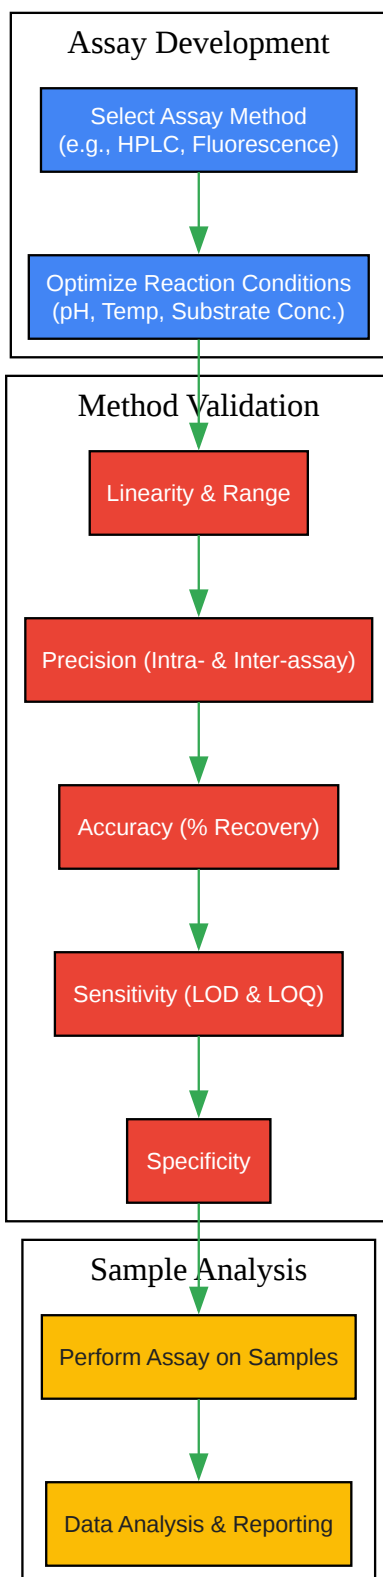 Assay Development
Select Assay Method
(e.g., HPLC, Fluorescence)
Optimize Reaction Conditions
(pH, Temp, Substrate Conc.)
Method Validation
Linearity & Range
Precision (Intra- & Inter-assay)
Accuracy (% Recovery)
Sensitivity (LOD & LOQ)
Specificity
Sample Analysis
Perform Assay on Samples
Data Analysis & Reporting